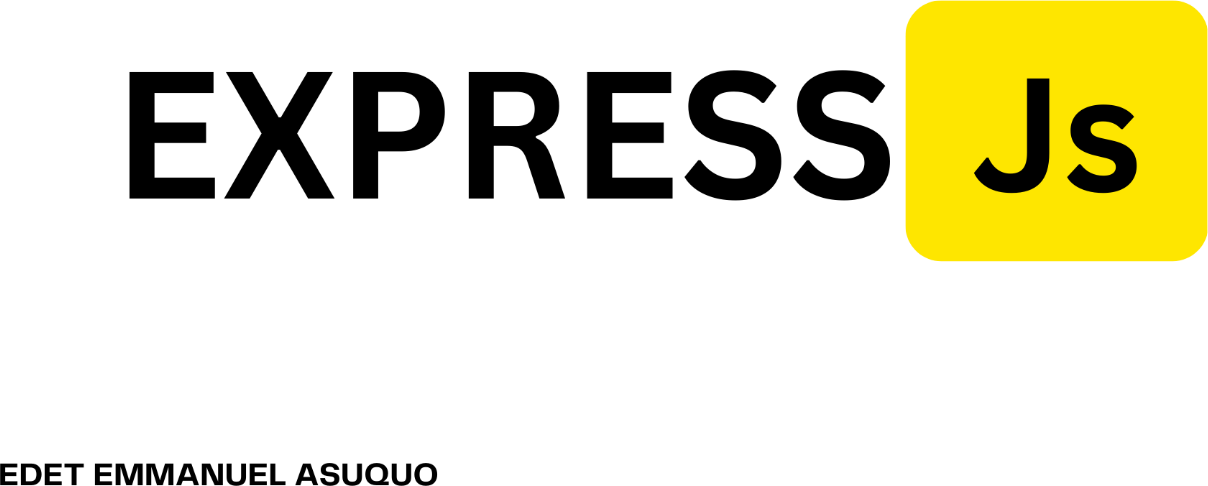 EXPRESS Js
EDET EMMANUEL ASUQUO